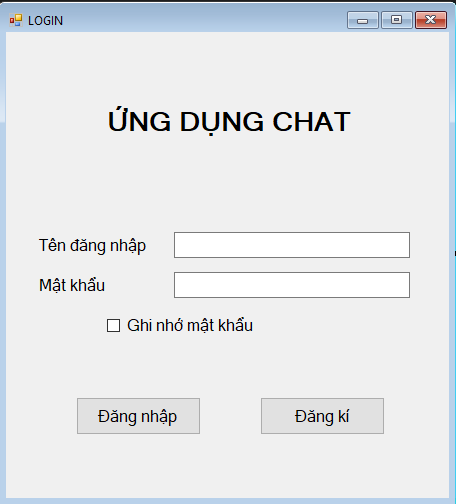 LOGIN
ỨNG DỤNG CHAT
Tên đăng nhập
Mật khẩu
Ghi nhớ mật khẩu
Đăng nhập
Đăng kí